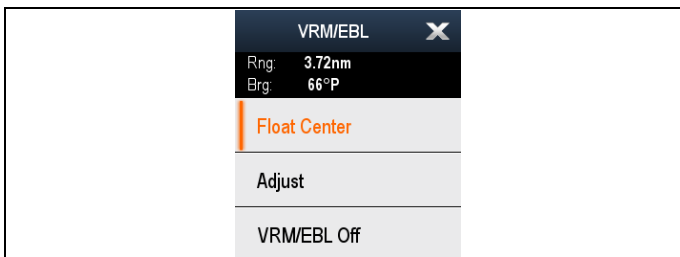 VRM/EBL
Rng: 3.72nm
Brg: 66°P
Float Center
Adjust
VRM/EBL Off